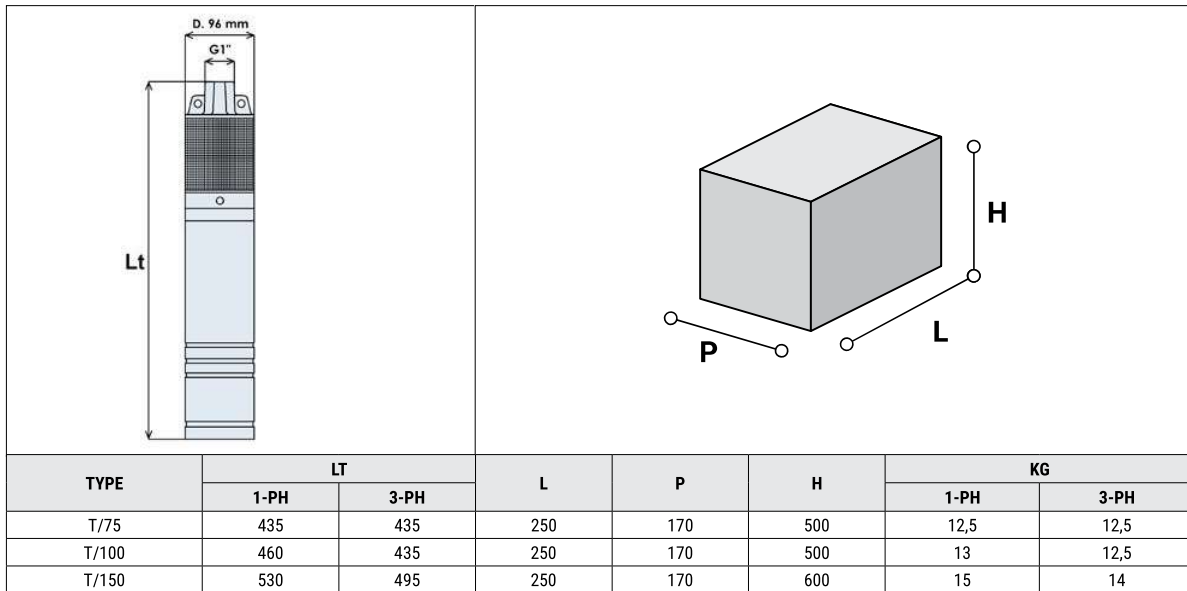 D. 96 mm
G1"
Lt
H
L
P
TYPE LT L P H KG
1-PH 3-PH 1-PH 3-PH
T/75 435 435 250 170 500 12,5 12,5
T/100 460 435 250 170 500 13 12,5
T/150 530 495 250 170 600 15 14